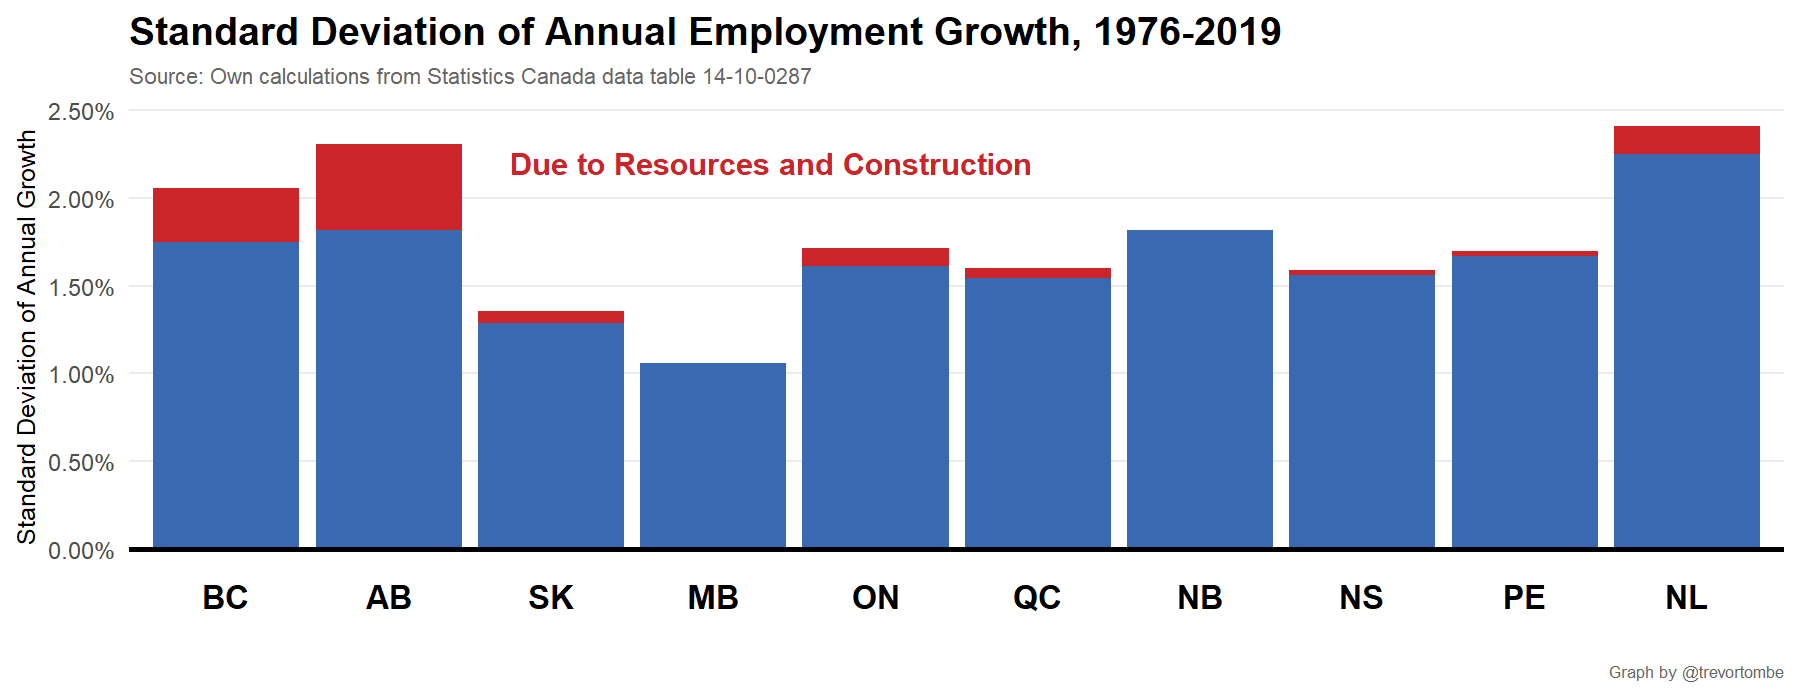 Standard Deviation of Annual Employment Growth, 1976-2019
Source: Own calculations from Statistics Canada data table 14-10-0287
Standard Deviation of Annual Growth
2.50%
2.00%
1.50%
1.00%
0.50%
0.00%
Due to Resources and Construction
BC AB SK MB ON QC NB NS PE NL
Graph by @trevortombe